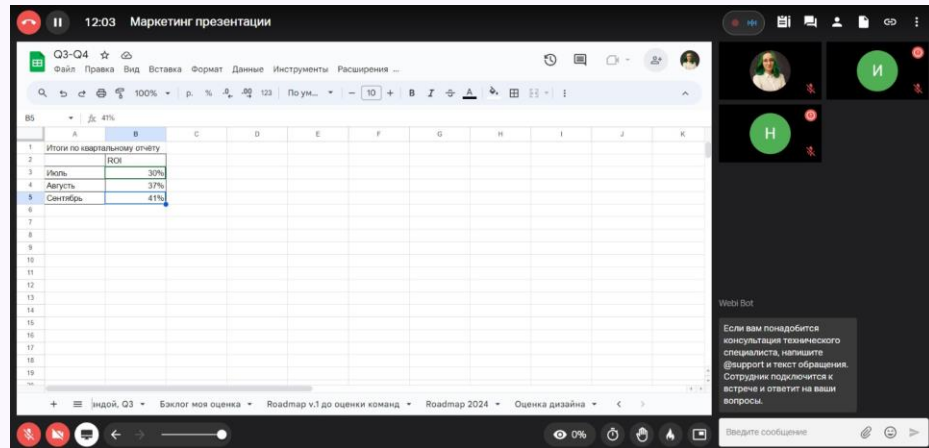 12:03 Маркетинг презентации
Q3-Q4
Файл Правка Вид Вставка Формат Данные Инструменты Расширения ...
100% р. % .0 .00 123 По ум... 10 B I A
B5 fx 41%
A B C D E F G H I J K
1 Итоги по квартальному отчёту
2 ROI
3 Июль 30%
4 Августь 37%
5 Сентябрь 41%
6
7
8
9
10
11
12
13
14
15
16
17
18
19
ндой, Q3 Бэклог моя оценка Roadmap v.1 до оценки команд Roadmap 2024 Оценка дизайна
0%
И
Н
Webi Bot
Если вам понадобится
консультация технического
специалиста, напишите
@support и текст обращения.
Сотрудник подключится к
встрече и ответит на ваши
вопросы.
Введите сообщение